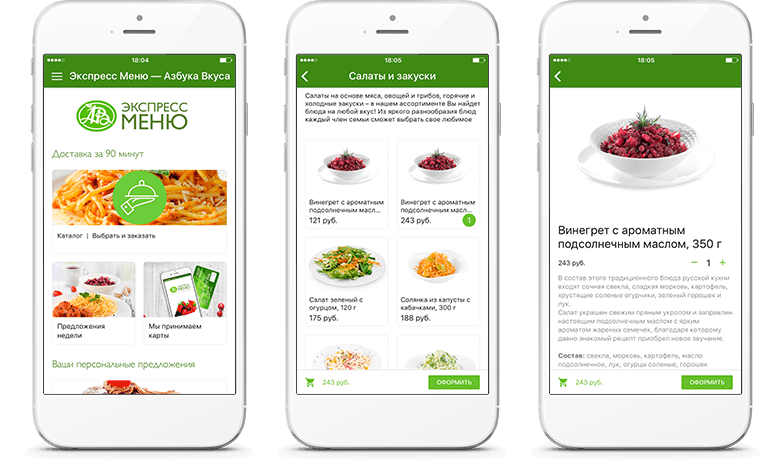 18:04
Экспресс Меню — Азбука Вкуса
ЭКСПРЕСС
МЕНЮ
Доставка за 90 минут
Каталог | Выбрать и заказать
Предложения
недели
Мы принимаем
карты
Ваши персональные предложения
18:05
Салаты и закуски
Салаты на основе мяса, овощей и грибов, горячие и
холодные закуски – в нашем ассортименте Вы найдет
блюда на любой вкус! Из яркого разнообразия блюд
каждый член семьи сможет выбрать свое любимое
Винегрет с ароматным
подсолнечным масл...
121 руб.
Винегрет с ароматным
подсолнечным масл...
243 руб.
1
Салат зеленый с
огурцом, 120 г
175 руб.
Солянка из капусты с
кабачками, 300 г
188 руб.
243 руб.
ОФОРМИТЬ
18:05
Винегрет с ароматным
подсолнечным маслом, 350 г
243 руб.
− 1 +
В состав этого традиционного блюда русской кухни
входят сочная свекла, сладкая морковь, картофель,
хрустящие соленые огурчики, зеленый горошек и
лук.
Салат украшен свежим пряным укропом и заправлен
настоящим подсолнечным маслом с ярким
ароматом жареных семечек, благодаря которому
давно знакомый рецепт приобрел новое звучание.
Состав: свекла, морковь, картофель, масло
подсолнечное, лук, огурцы соленые, горошек
243 руб.
ОФОРМИТЬ